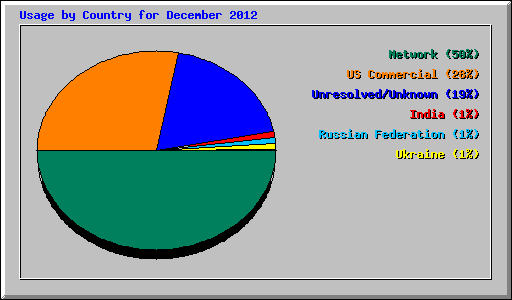 Usage by Country for December 2012
Network (50%)
US Commercial (28%)
Unresolved/Unknown (19%)
India (1%)
Russian Federation (1%)
Ukraine (1%)